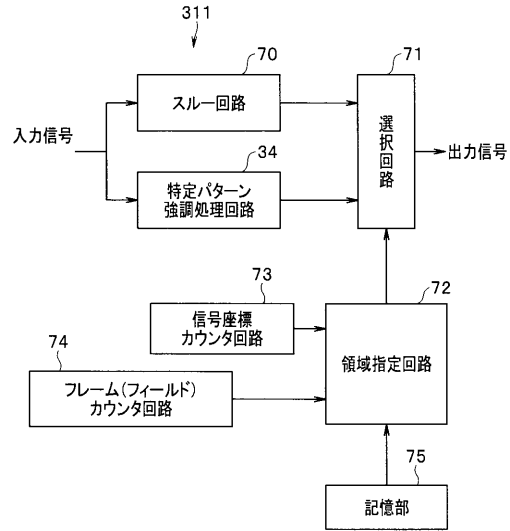 311
70
スルー回路
71
選択回路
入力信号
出力信号
34
特定パターン
強調処理回路
73
信号座標
カウンタ回路
72
領域指定回路
74
フレーム(フィールド)
カウンタ回路
75
記憶部